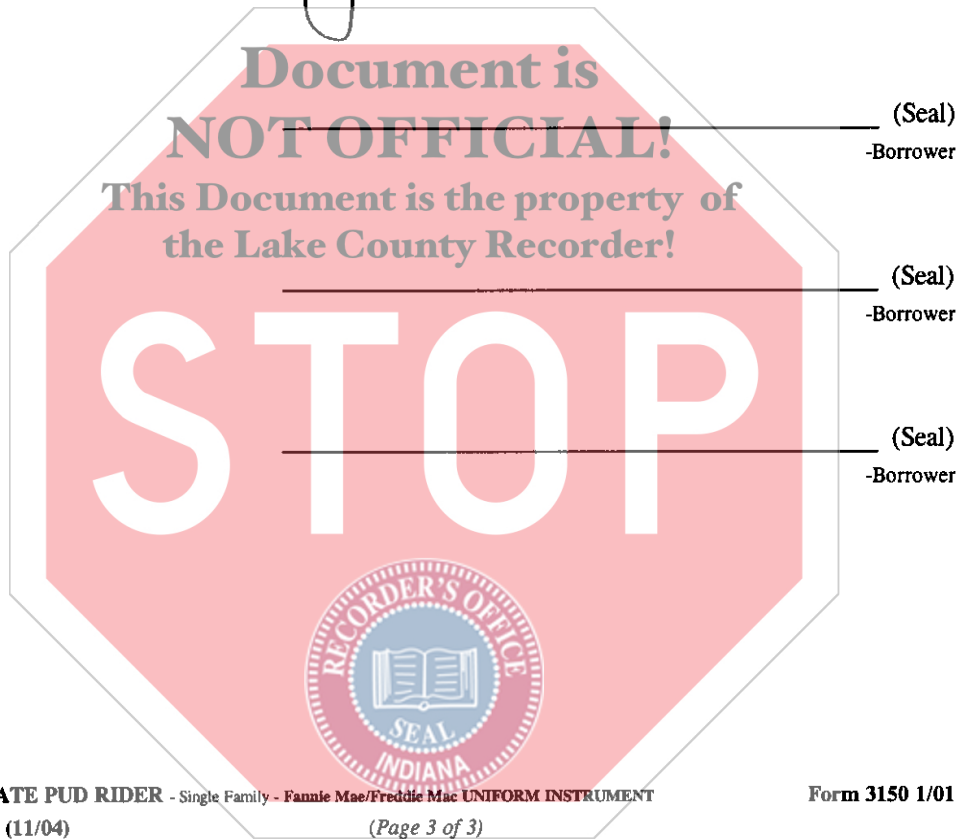 Document is
NOT OFFICIAL!
(Seal)
-Borrower
This Document is the property of
the Lake County Recorder!
(Seal)
-Borrower
STOP
(Seal)
-Borrower
RECORDER'S OFFICE
SEAL
INDIANA
ATE PUD RIDER - Single Family - Fannie Mae/Freddie Mac UNIFORM INSTRUMENT Form 3150 1/01
(11/04) (Page 3 of 3)